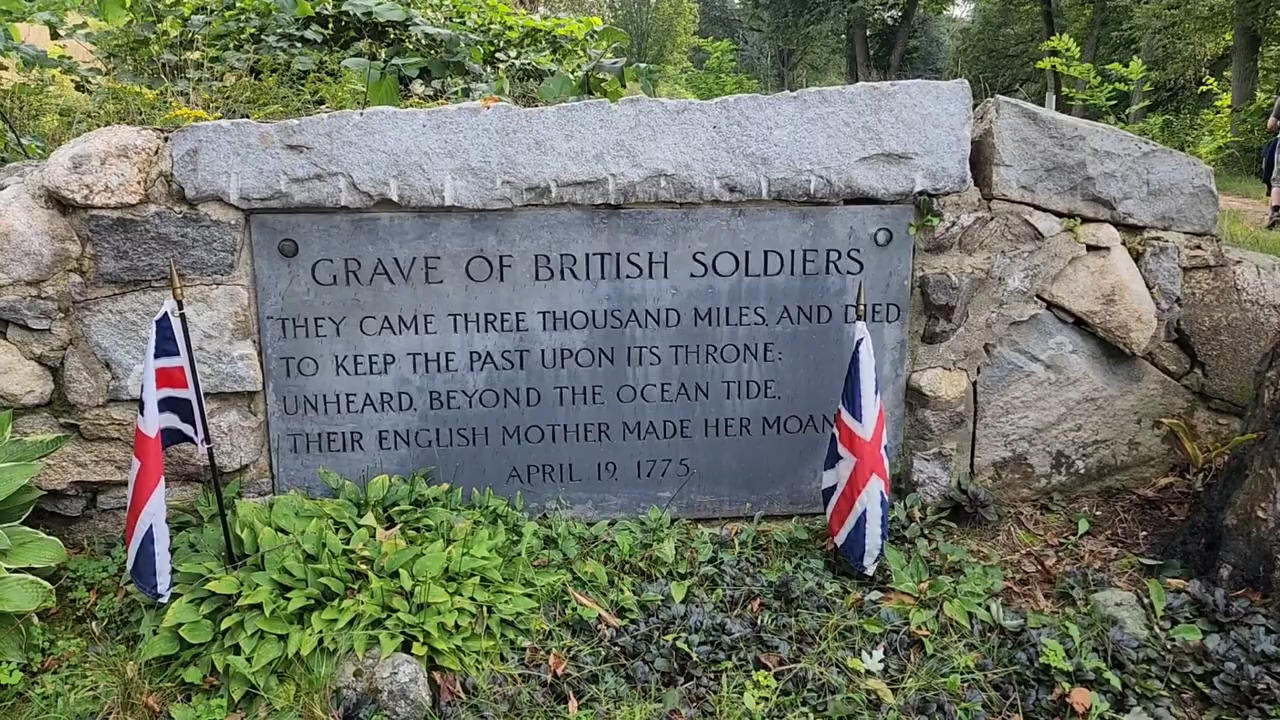 GRAVE OF BRITISH SOLDIERS
"THEY CAME THREE THOUSAND MILES, AND DIED
TO KEEP THE PAST UPON ITS THRONE:
UNHEARD, BEYOND THE OCEAN TIDE,
THEIR ENGLISH MOTHER MADE HER MOAN
APRIL 19, 1775